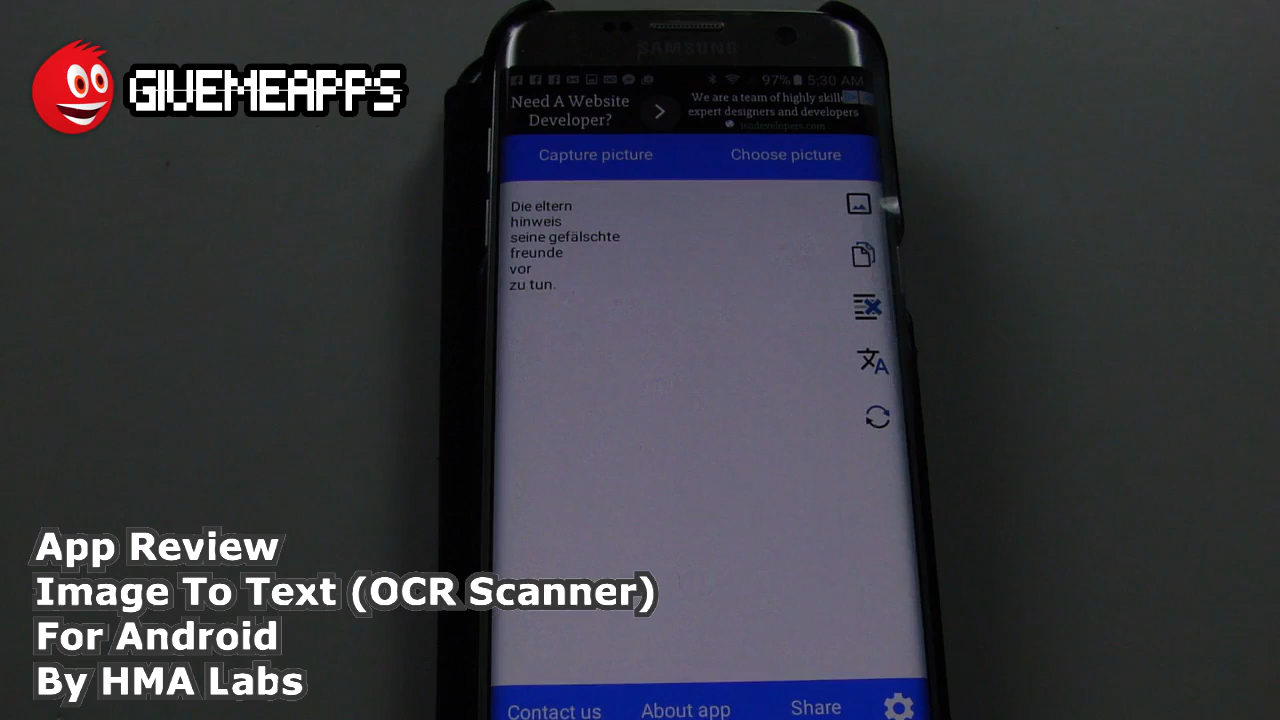 GIVEMEAPPS
SAMSUNG
97% 5:30 AM
Need A Website
Developer?
We are a team of highly skille
expert designers and developers
Capture picture
Choose picture
Die eltern
hinweis
seine gefälschte
freunde
vor
zu tun.
App Review
Image To Text (OCR Scanner)
For Android
By HMA Labs
Contact us
About app
Share